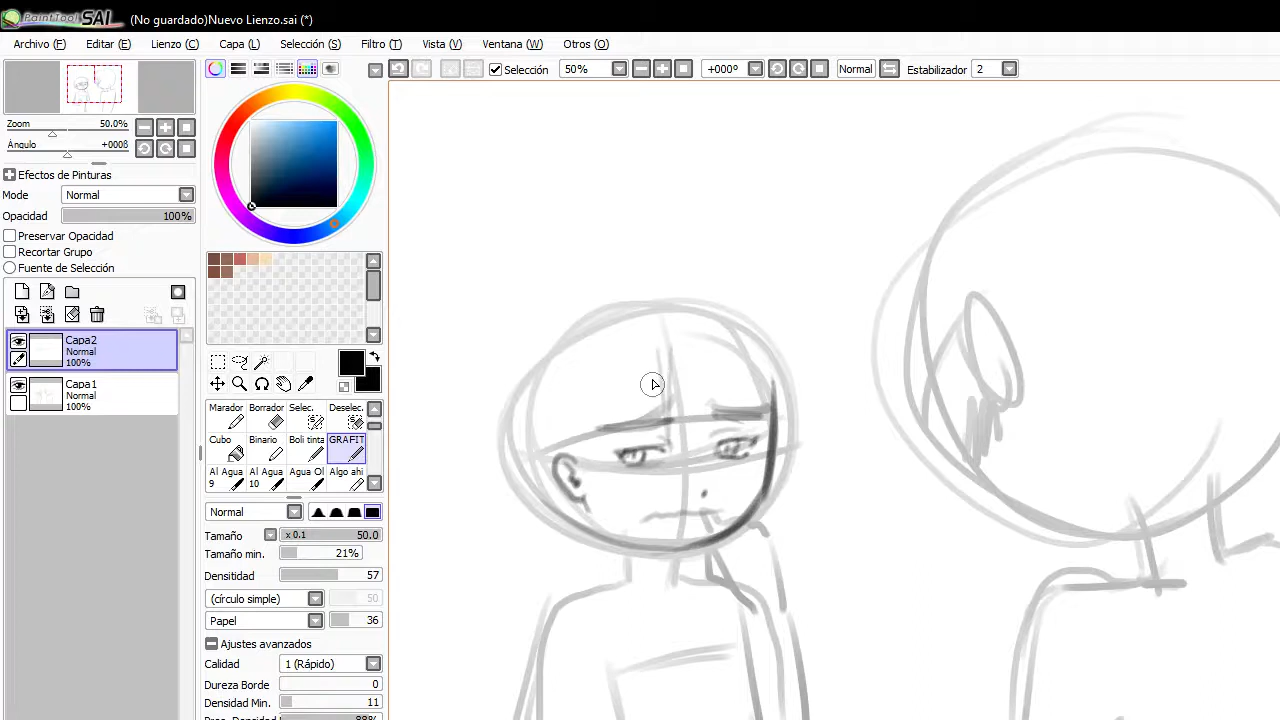 PaintTool SAI (No guardado)Nuevo Lienzo.sai (*)
Archivo (F) Editar (E) Lienzo (C) Capa (L) Selección (S) Filtro (T) Vista (V) Ventana (W) Otros (O)
Selección 50% +000º Normal Estabilizador 2
Zoom 50.0%
Ángulo +000ß
Efectos de Pinturas
Mode Normal
Opacidad 100%
Preservar Opacidad
Recortar Grupo
Fuente de Selección
Capa2
Normal
100%
Capa1
Normal
100%
Marador Borrador Selec. Deselec.
Cubo Binario Boli tinta GRAFIT
Al Agua 9 Al Agua 10 Agua Ol Algo ahi
Normal
Tamaño x 0.1 50.0
Tamaño min. 21%
Densitidad 57
(círculo simple) 50
Papel 36
Ajustes avanzados
Calidad 1 (Rápido)
Dureza Borde 0
Densidad Min. 11